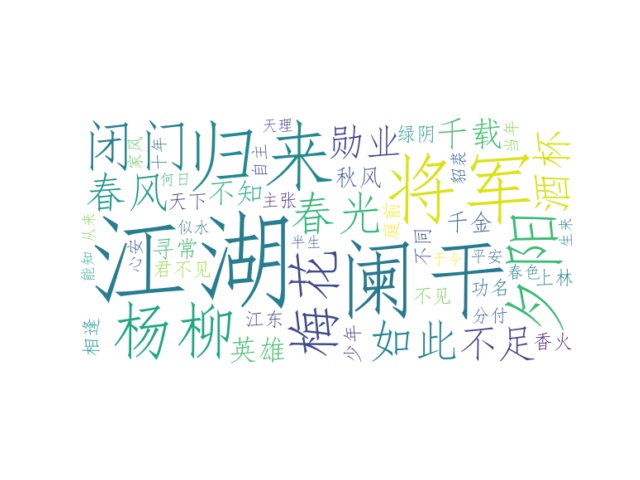 闭门
归来
天理
家风
十年
自主
勋业
绿阴
千载
当年
貂裘
将军
酒杯
春风
何日
天下
不知
主张
秋风
春光
庭前
不同
千金
夕阳
生来
从来
似水
江湖
半生
阑干
于今
平安
春色
上林
能知
心安
寻常
君不见
梅花
不见
功名
分付
杨柳
江东
相逢
英雄
少年
如此
不足
香火